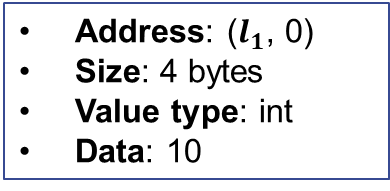 • Address: (l₁, 0)
• Size: 4 bytes
• Value type: int
• Data: 10